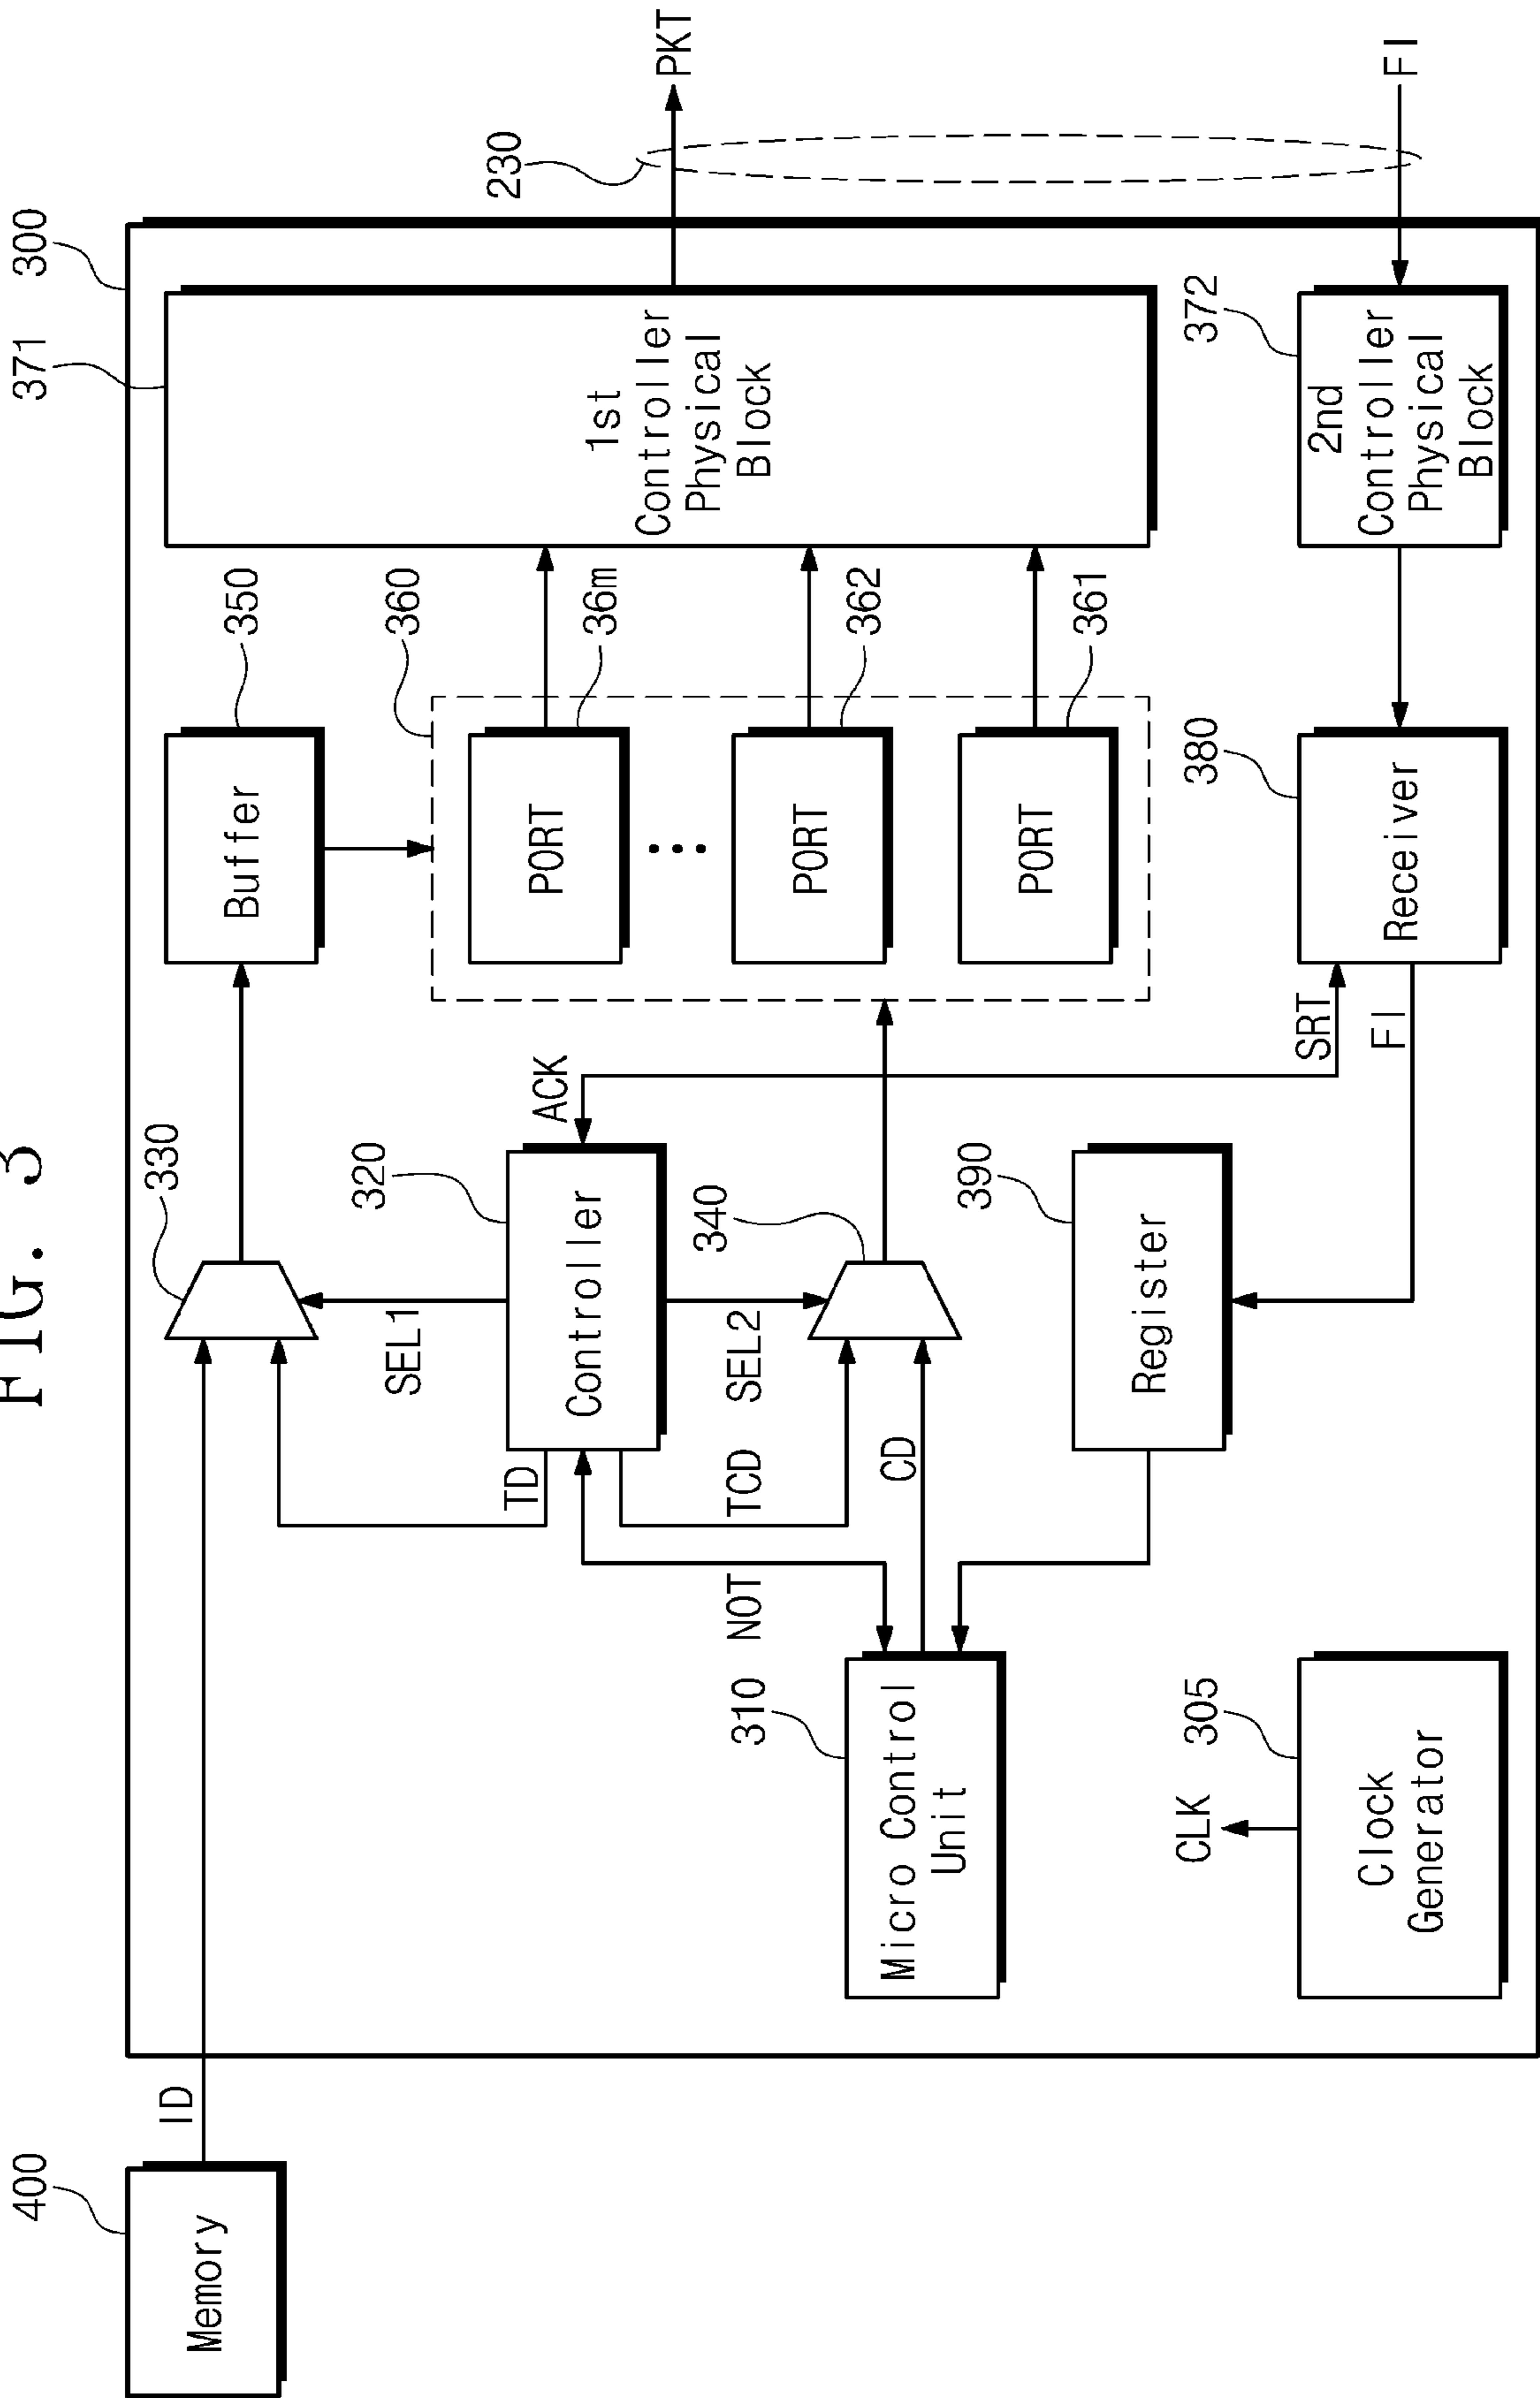 FIG. 3
400
Memory
ID
300
371
330
350
Buffer
1st
Controller
Physical
Block
230
PKT
SEL1
TD
320
Controller
ACK
360
PORT
36m
...
PORT
362
PORT
361
TCD
SEL2
340
NOT
CD
310
Micro Control
Unit
390
Register
SRT
FI
380
Receiver
372
2nd
Controller
Physical
Block
FI
CLK
305
Clock
Generator